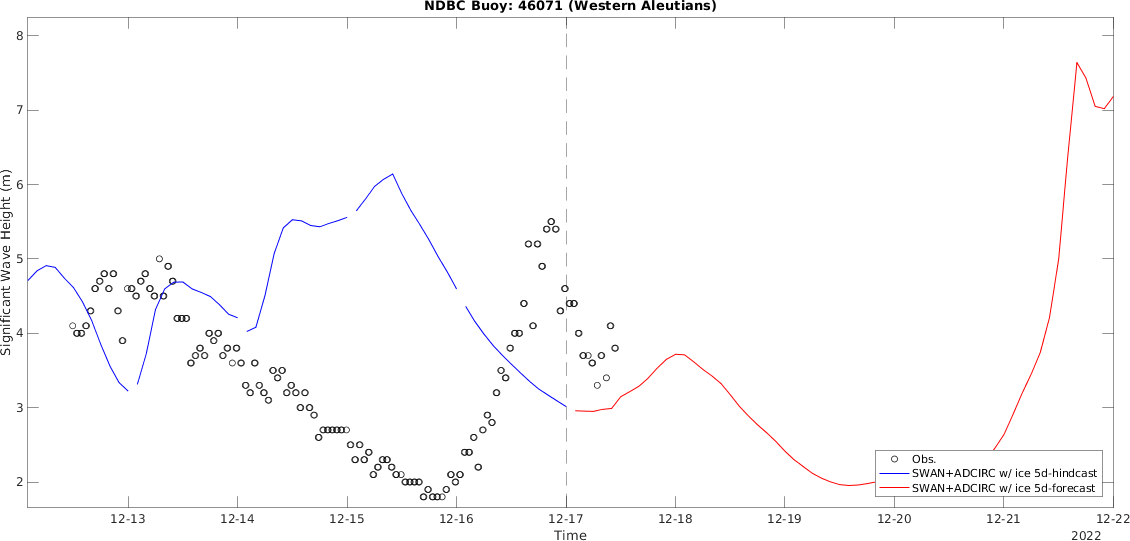 NDBC Buoy: 46071 (Western Aleutians)
8
7
6
5
4
3
2
Significant Wave Height (m)
Obs.
SWAN+ADCIRC w/ ice 5d-hindcast
SWAN+ADCIRC w/ ice 5d-forecast
12-13 12-14 12-15 12-16 12-17 12-18 12-19 12-20 12-21 12-22
Time
2022